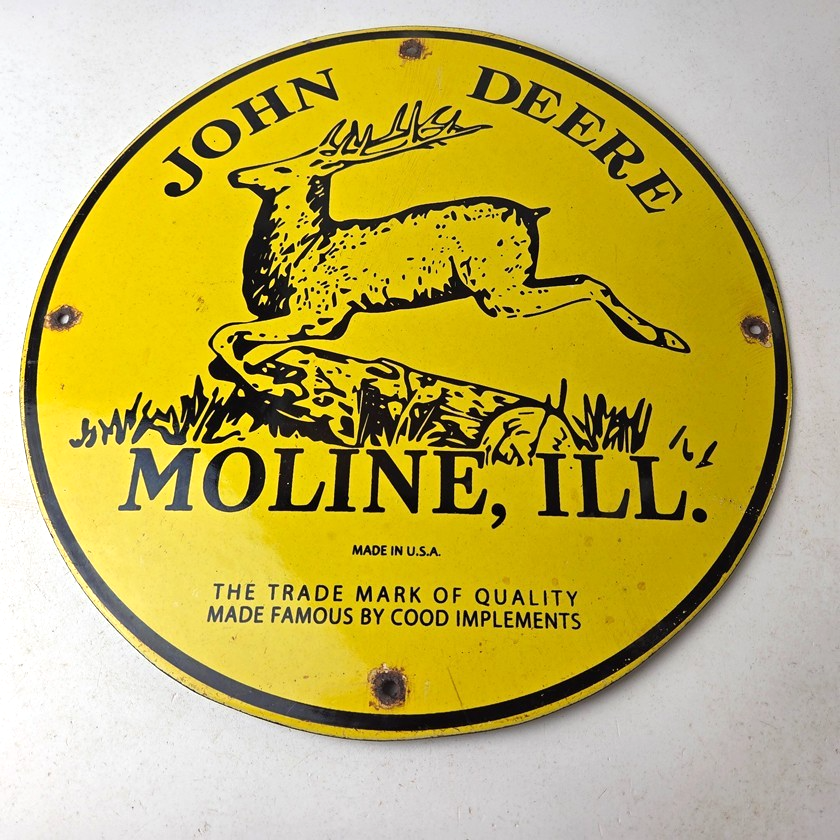 JOHN DEERE
MOLINE, ILL.
MADE IN U.S.A.
THE TRADE MARK OF QUALITY
MADE FAMOUS BY COOD IMPLEMENTS